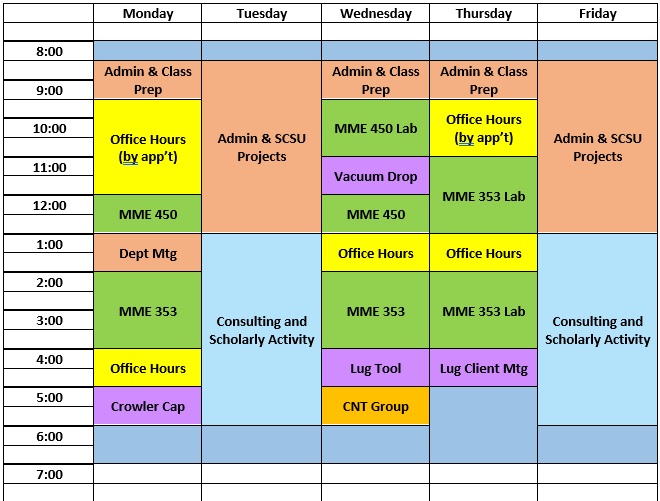 Monday Tuesday Wednesday Thursday Friday
8:00
Admin & Class Admin & Class Admin & Class
9:00 Prep Prep Prep
10:00 Office Hours Admin & SCSU MME 450 Lab Office Hours Admin & SCSU
(by app't) Projects (by app't) Projects
11:00 Vacuum Drop
MME 353 Lab
12:00 MME 450 MME 450
1:00 Dept Mtg Office Hours Office Hours
2:00
3:00 MME 353 Consulting and MME 353 MME 353 Lab Consulting and
Scholarly Activity Scholarly Activity
4:00 Office Hours Lug Tool Lug Client Mtg
5:00 Crowler Cap CNT Group
6:00
7:00